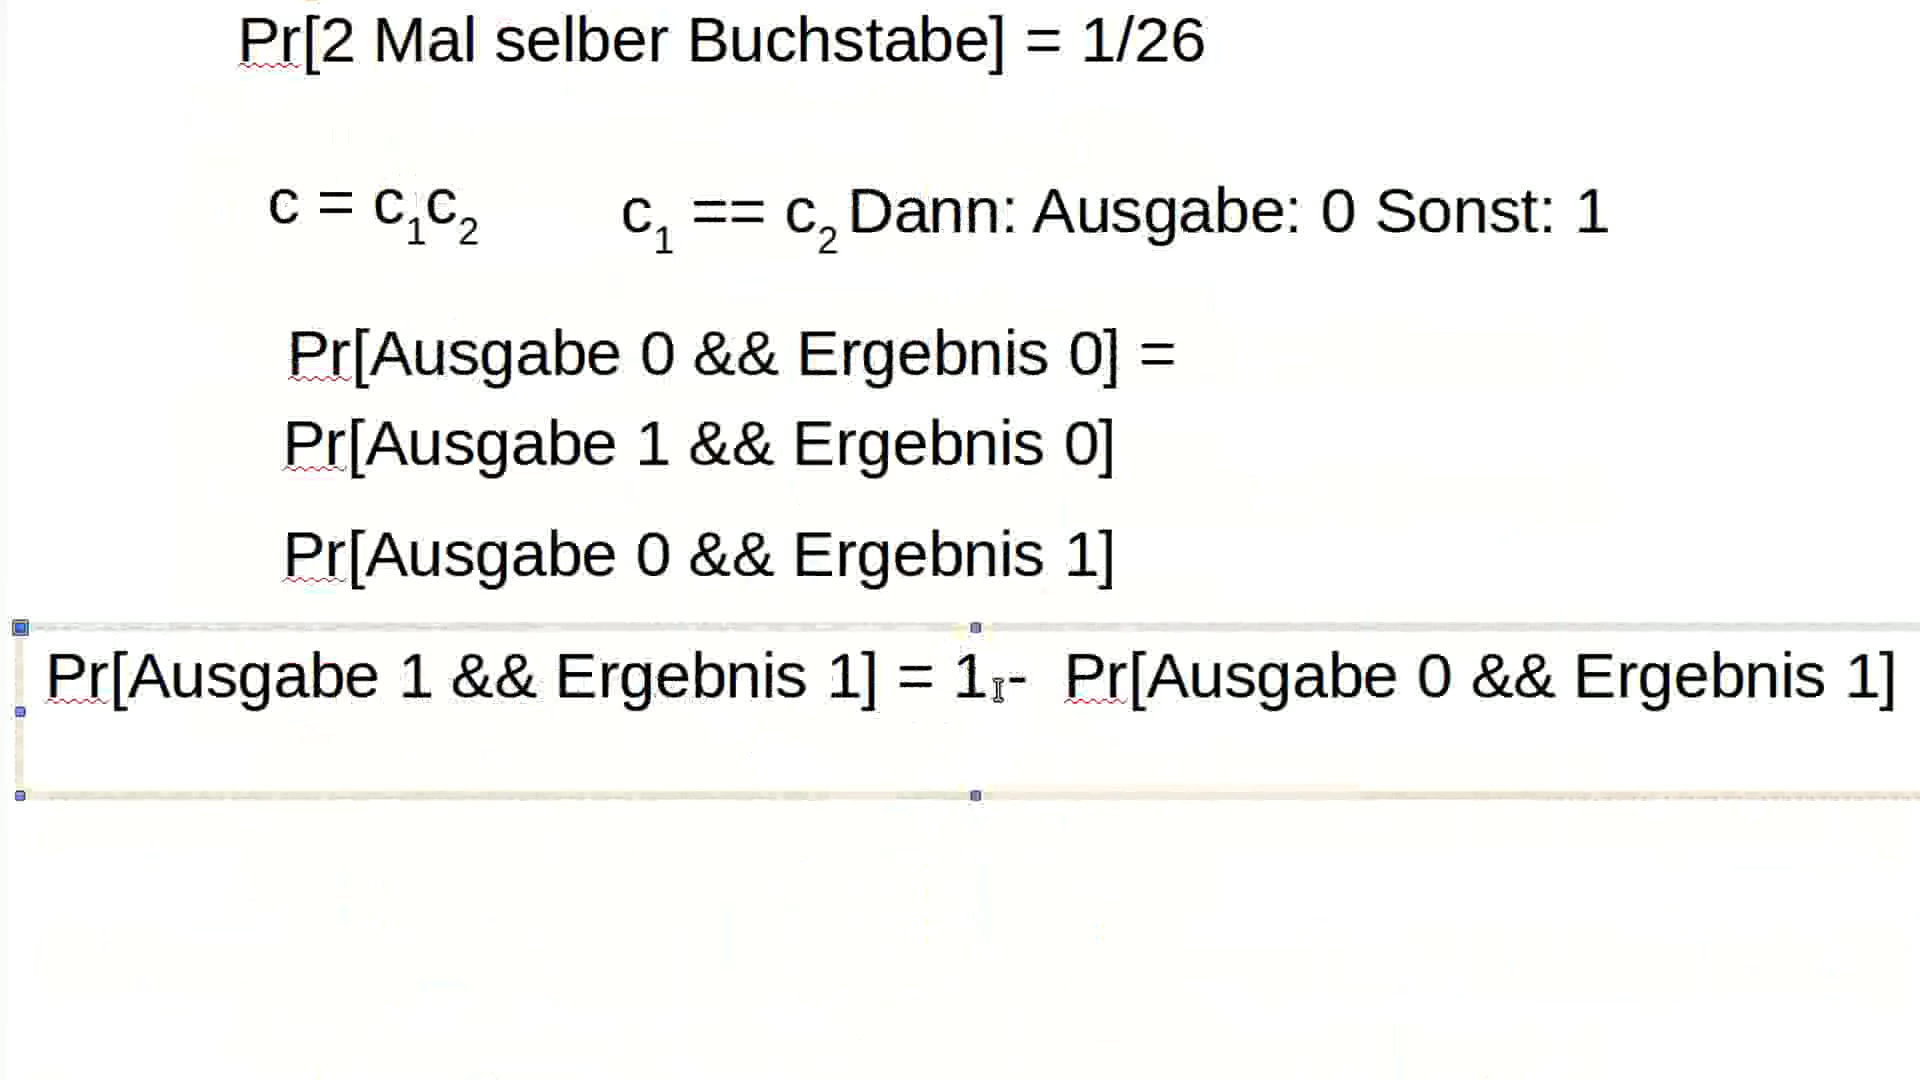 Pr[2 Mal selber Buchstabe] = 1/26
c = c₁c₂ c₁ == c₂ Dann: Ausgabe: 0 Sonst: 1
Pr[Ausgabe 0 && Ergebnis 0] =
Pr[Ausgabe 1 && Ergebnis 0]
Pr[Ausgabe 0 && Ergebnis 1]
Pr[Ausgabe 1 && Ergebnis 1] = 1 - Pr[Ausgabe 0 && Ergebnis 1]